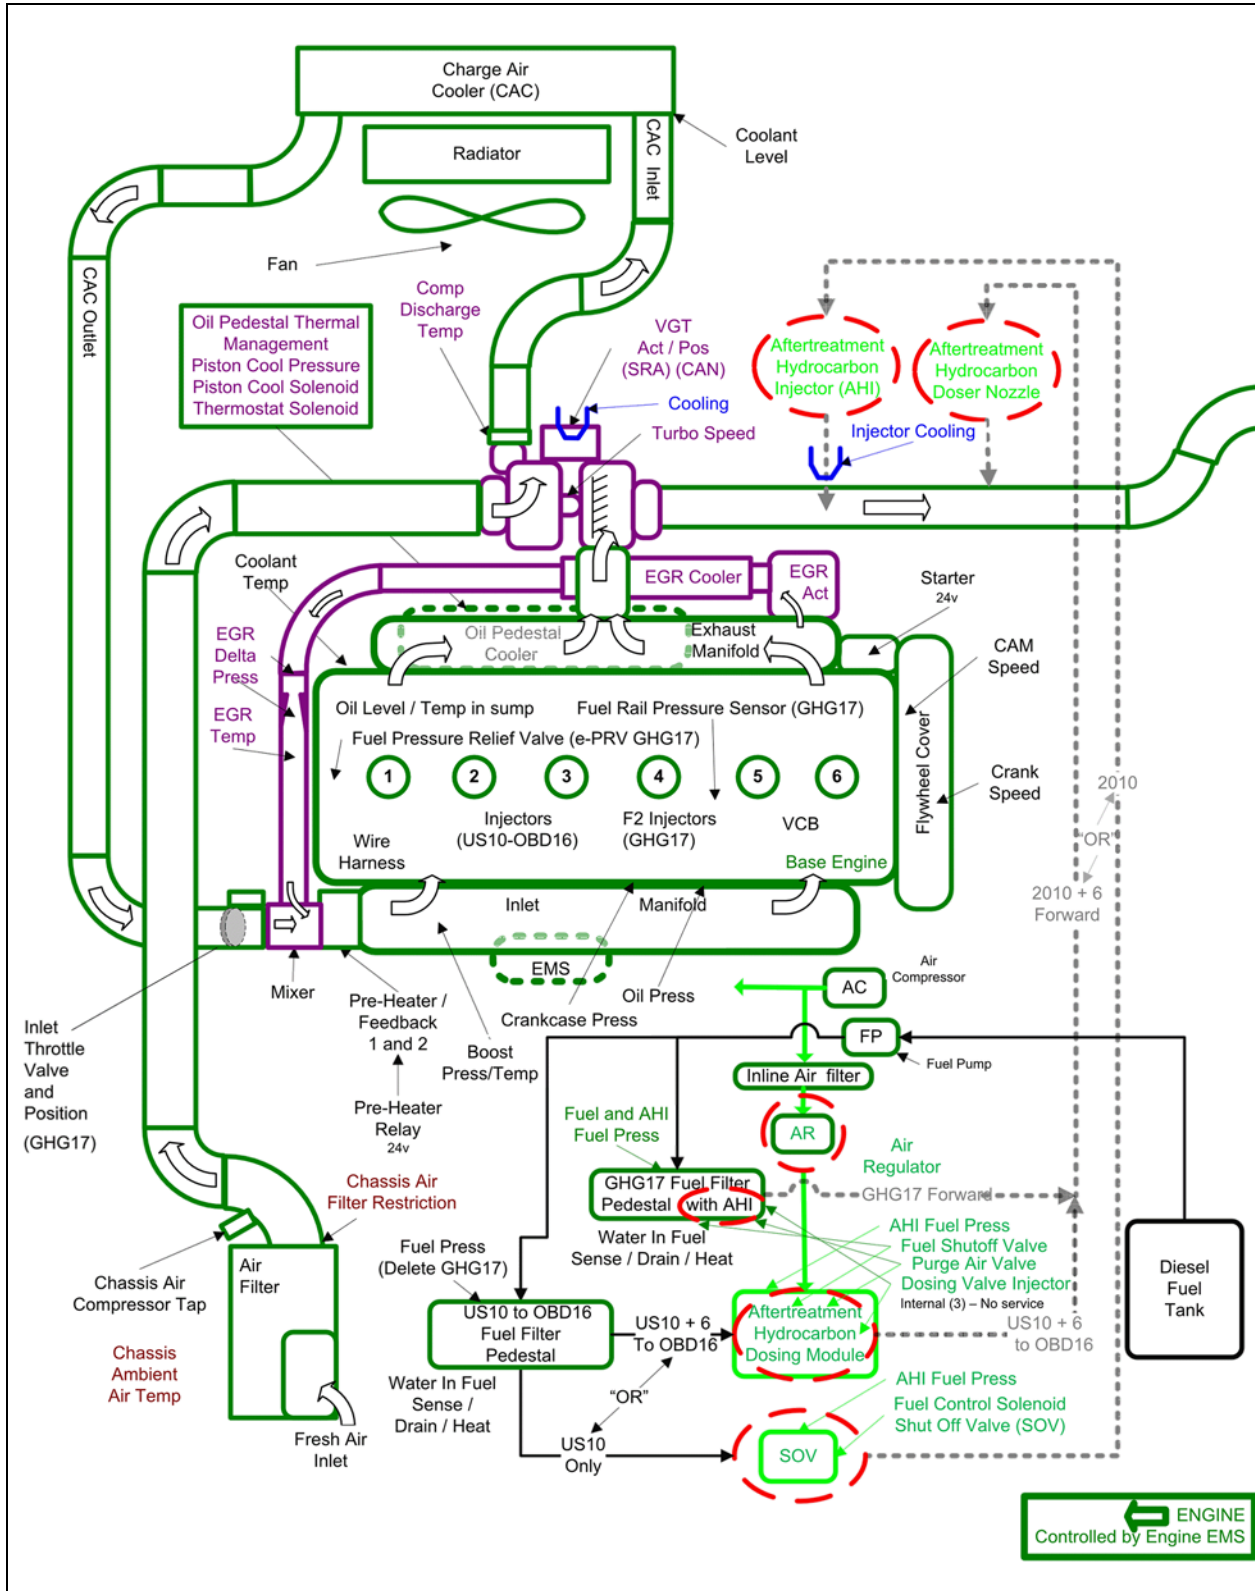 Charge Air
Cooler (CAC)
Radiator
CAC Inlet
Coolant
Level
Fan
CAC Outlet
Oil Pedestal Thermal
Management
Piston Cool Pressure
Piston Cool Solenoid
Thermostat Solenoid
Comp
Discharge
Temp
VGT
Act / Pos
(SRA) (CAN)
Cooling
Turbo Speed
Aftertreatment
Hydrocarbon
Injector (AHI)
Aftertreatment
Hydrocarbon
Doser Nozzle
Injector Cooling
Coolant
Temp
EGR Cooler
EGR
Act
Starter
24v
EGR
Delta
Press
EGR
Temp
Oil Pedestal
Cooler
Exhaust
Manifold
CAM
Speed
Crank
Speed
Flywheel Cover
Oil Level / Temp in sump
Fuel Rail Pressure Sensor (GHG17)
Fuel Pressure Relief Valve (e-PRV GHG17)
1
2
3
4
5
6
Injectors
(US10-OBD16)
F2 Injectors
(GHG17)
VCB
Wire
Harness
Base Engine
2010
"OR"
2010 + 6
Forward
Inlet
Manifold
EMS
Mixer
Oil Press
Crankcase Press
Pre-Heater /
Feedback
1 and 2
Boost
Press/Temp
Pre-Heater
Relay
24v
Inlet
Throttle
Valve
and
Position
(GHG17)
AC
Air
Compressor
FP
Fuel Pump
Inline Air filter
AR
Air
Regulator
Fuel and AHI
Fuel Press
GHG17 Fuel Filter
Pedestal with AHI
GHG17 Forward
Water In Fuel
Sense / Drain / Heat
Chassis Air
Filter Restriction
Chassis Air
Compressor Tap
Air
Filter
Chassis
Ambient
Air Temp
Fresh Air
Inlet
Fuel Press
(Delete GHG17)
US10 to OBD16
Fuel Filter
Pedestal
Water In Fuel
Sense /
Drain / Heat
US10 + 6
To OBD16
"OR"
US10
Only
AHI Fuel Press
Fuel Shutoff Valve
Purge Air Valve
Dosing Valve Injector
Internal (3) – No service
Aftertreatment
Hydrocarbon
Dosing Module
US10 + 6
to OBD16
Diesel
Fuel
Tank
AHI Fuel Press
Fuel Control Solenoid
Shut Off Valve (SOV)
SOV
ENGINE
Controlled by Engine EMS